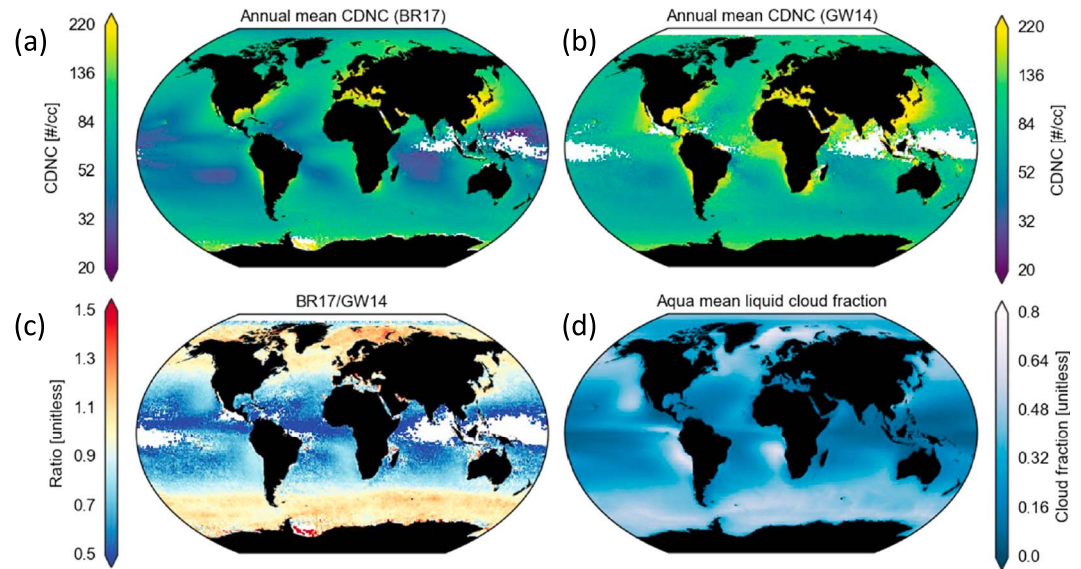 Annual mean CDNC (BR17)
(a)
220
136
84
52
32
20
CDNC [#/cc]
Annual mean CDNC (GW14)
(b)
220
136
84
52
32
20
CDNC [#/cc]
BR17/GW14
(c)
1.5
1.3
1.1
0.9
0.7
0.5
Ratio [unitless]
Aqua mean liquid cloud fraction
(d)
0.8
0.64
0.48
0.32
0.16
0.0
Cloud fraction [unitless]